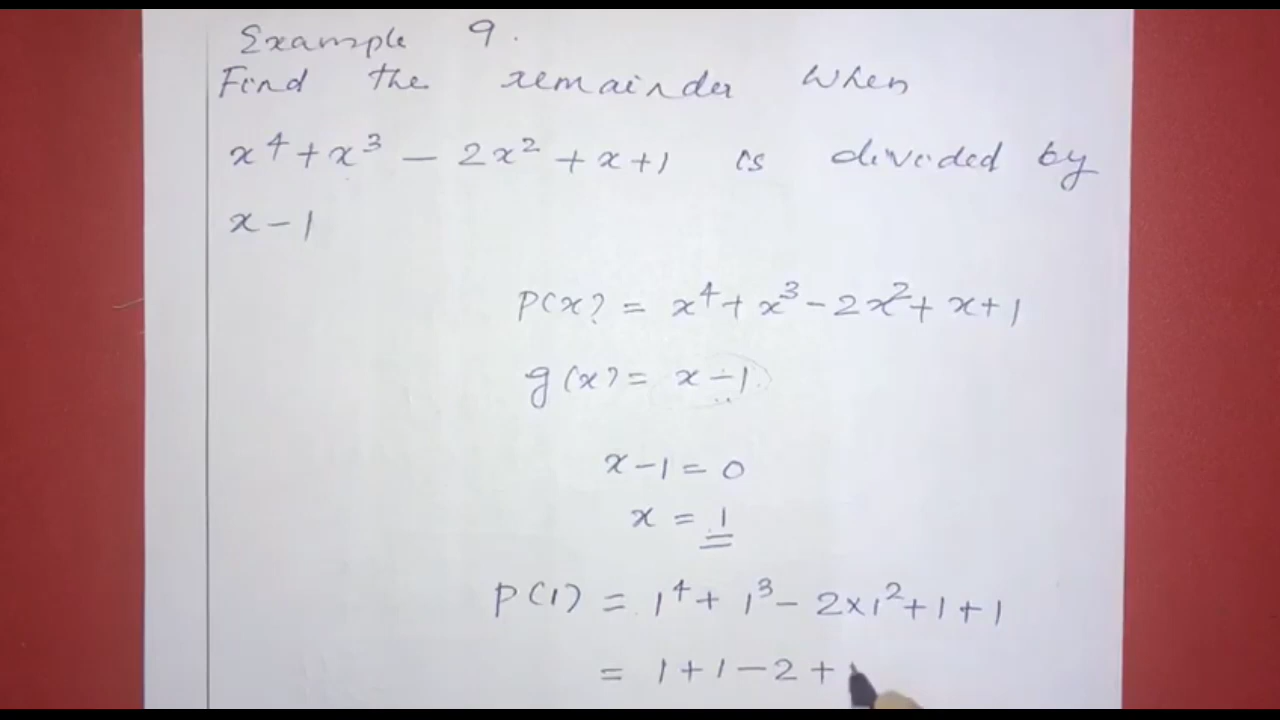 Example 9.
Find the remainder when
x⁴ + x³ – 2x² + x + 1 is divided by
x – 1
P(x) = x⁴ + x³ – 2x² + x + 1
g(x) = x – 1
x – 1 = 0
x = 1
P(1) = 1⁴ + 1³ – 2×1² + 1 + 1
= 1 + 1 – 2 +